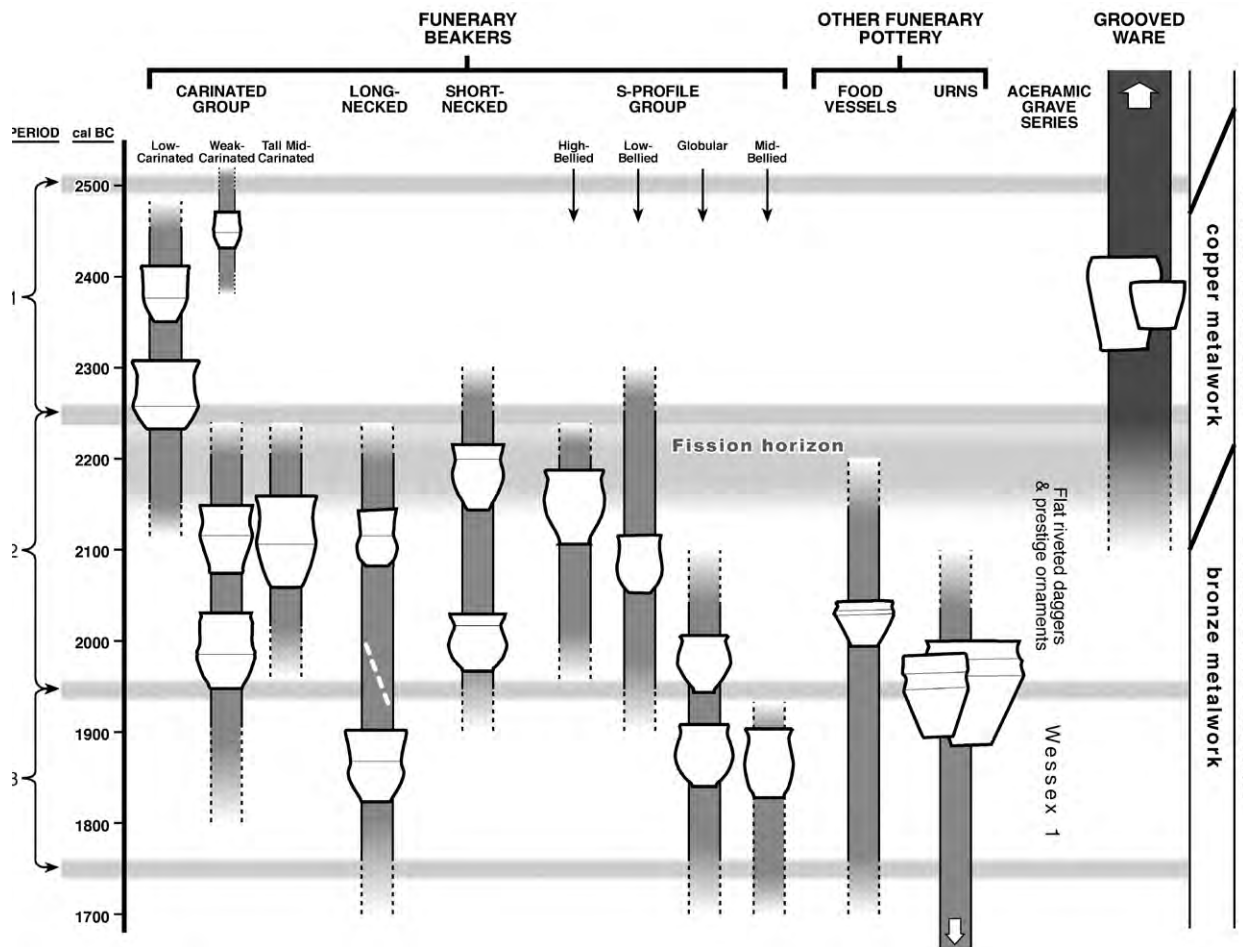 FUNERARY
BEAKERS
OTHER FUNERARY
POTTERY
GROOVED
WARE
CARINATED
GROUP
LONG-
NECKED
SHORT-
NECKED
S-PROFILE
GROUP
FOOD
VESSELS
URNS
ACERAMIC
GRAVE
SERIES
PERIOD
cal BC
Low-
Carinated
Weak-
Carinated
Tall Mid-
Carinated
High-
Bellied
Low-
Bellied
Globular
Mid-
Bellied
2500
2400
2300
2200
2100
2000
1900
1800
1700
1
2
3
Fission horizon
Flat riveted daggers
& prestige ornaments
Wessex 1
copper metalwork
bronze metalwork